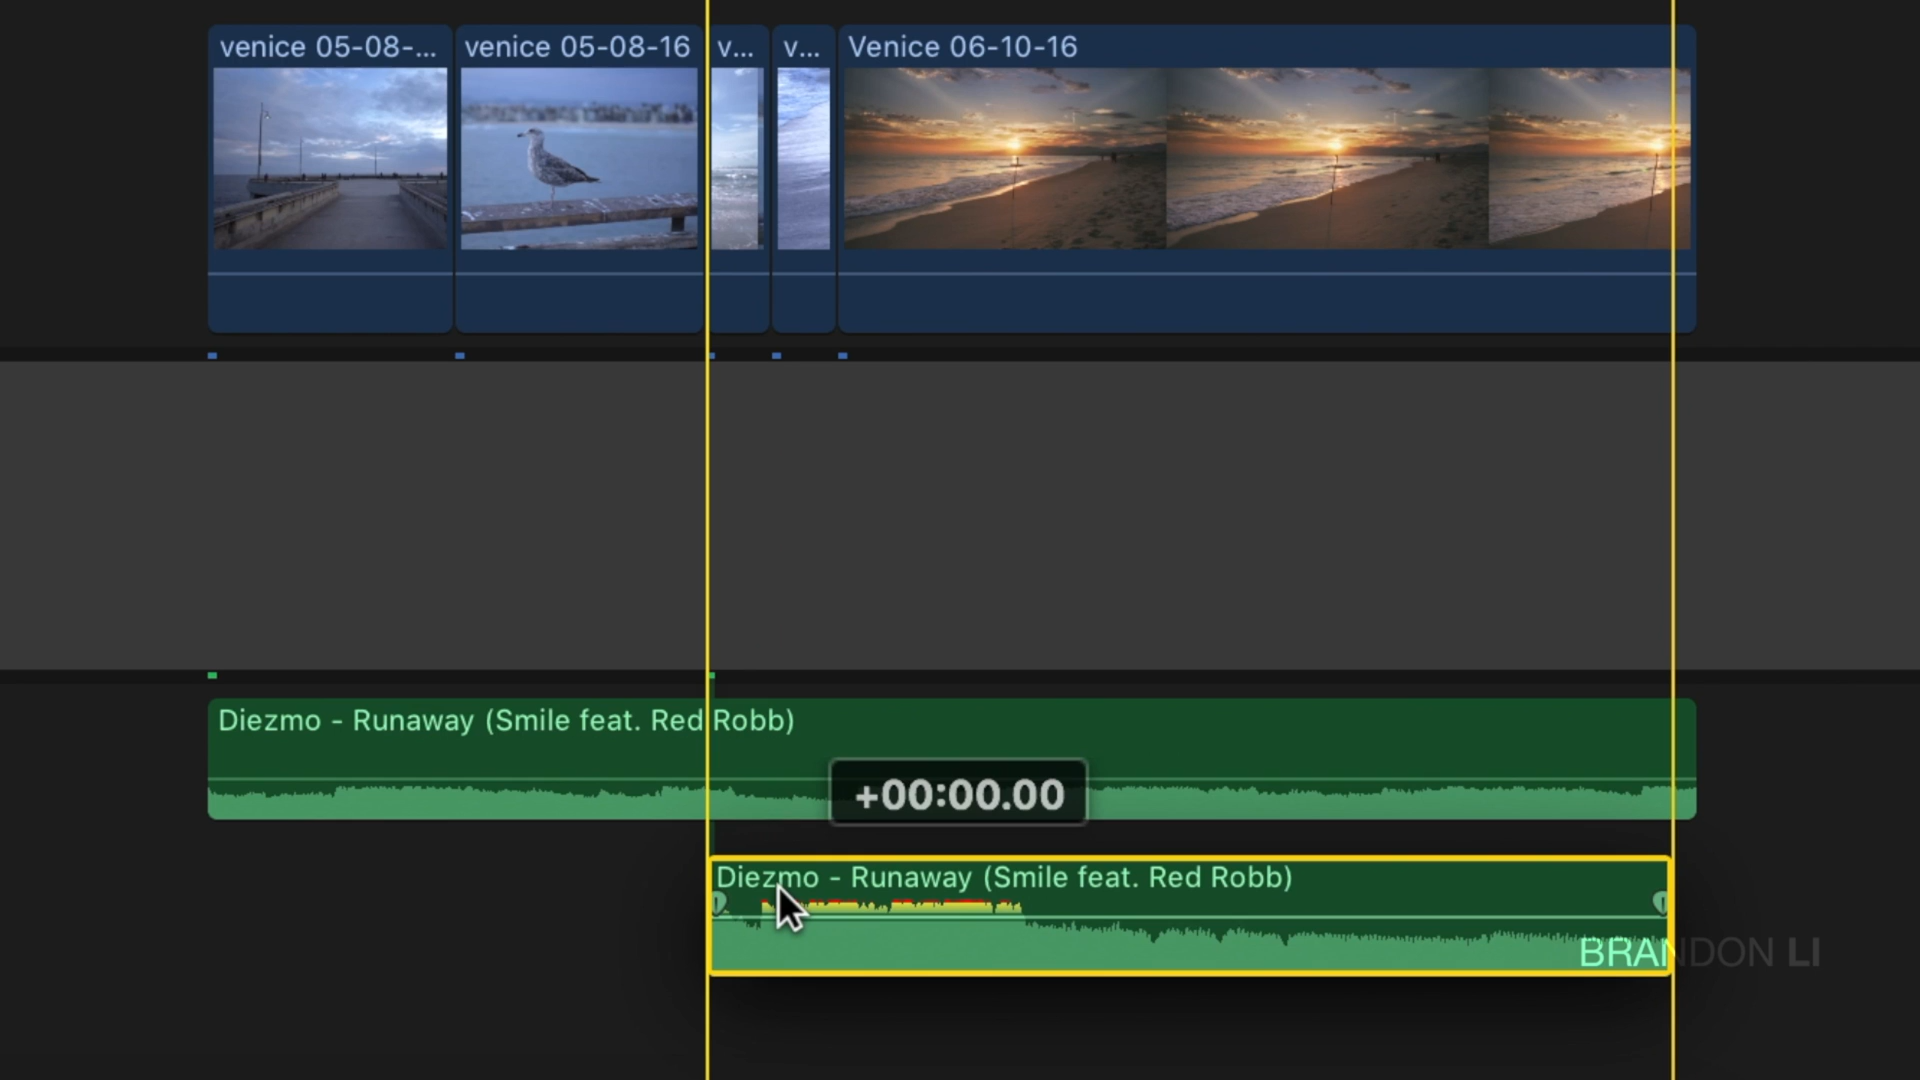 venice 05-08-...
venice 05-08-16
v...
v...
Venice 06-10-16
Diezmo - Runaway (Smile feat. Red Robb)
+00:00.00
Diezmo - Runaway (Smile feat. Red Robb)
BRANDON LI